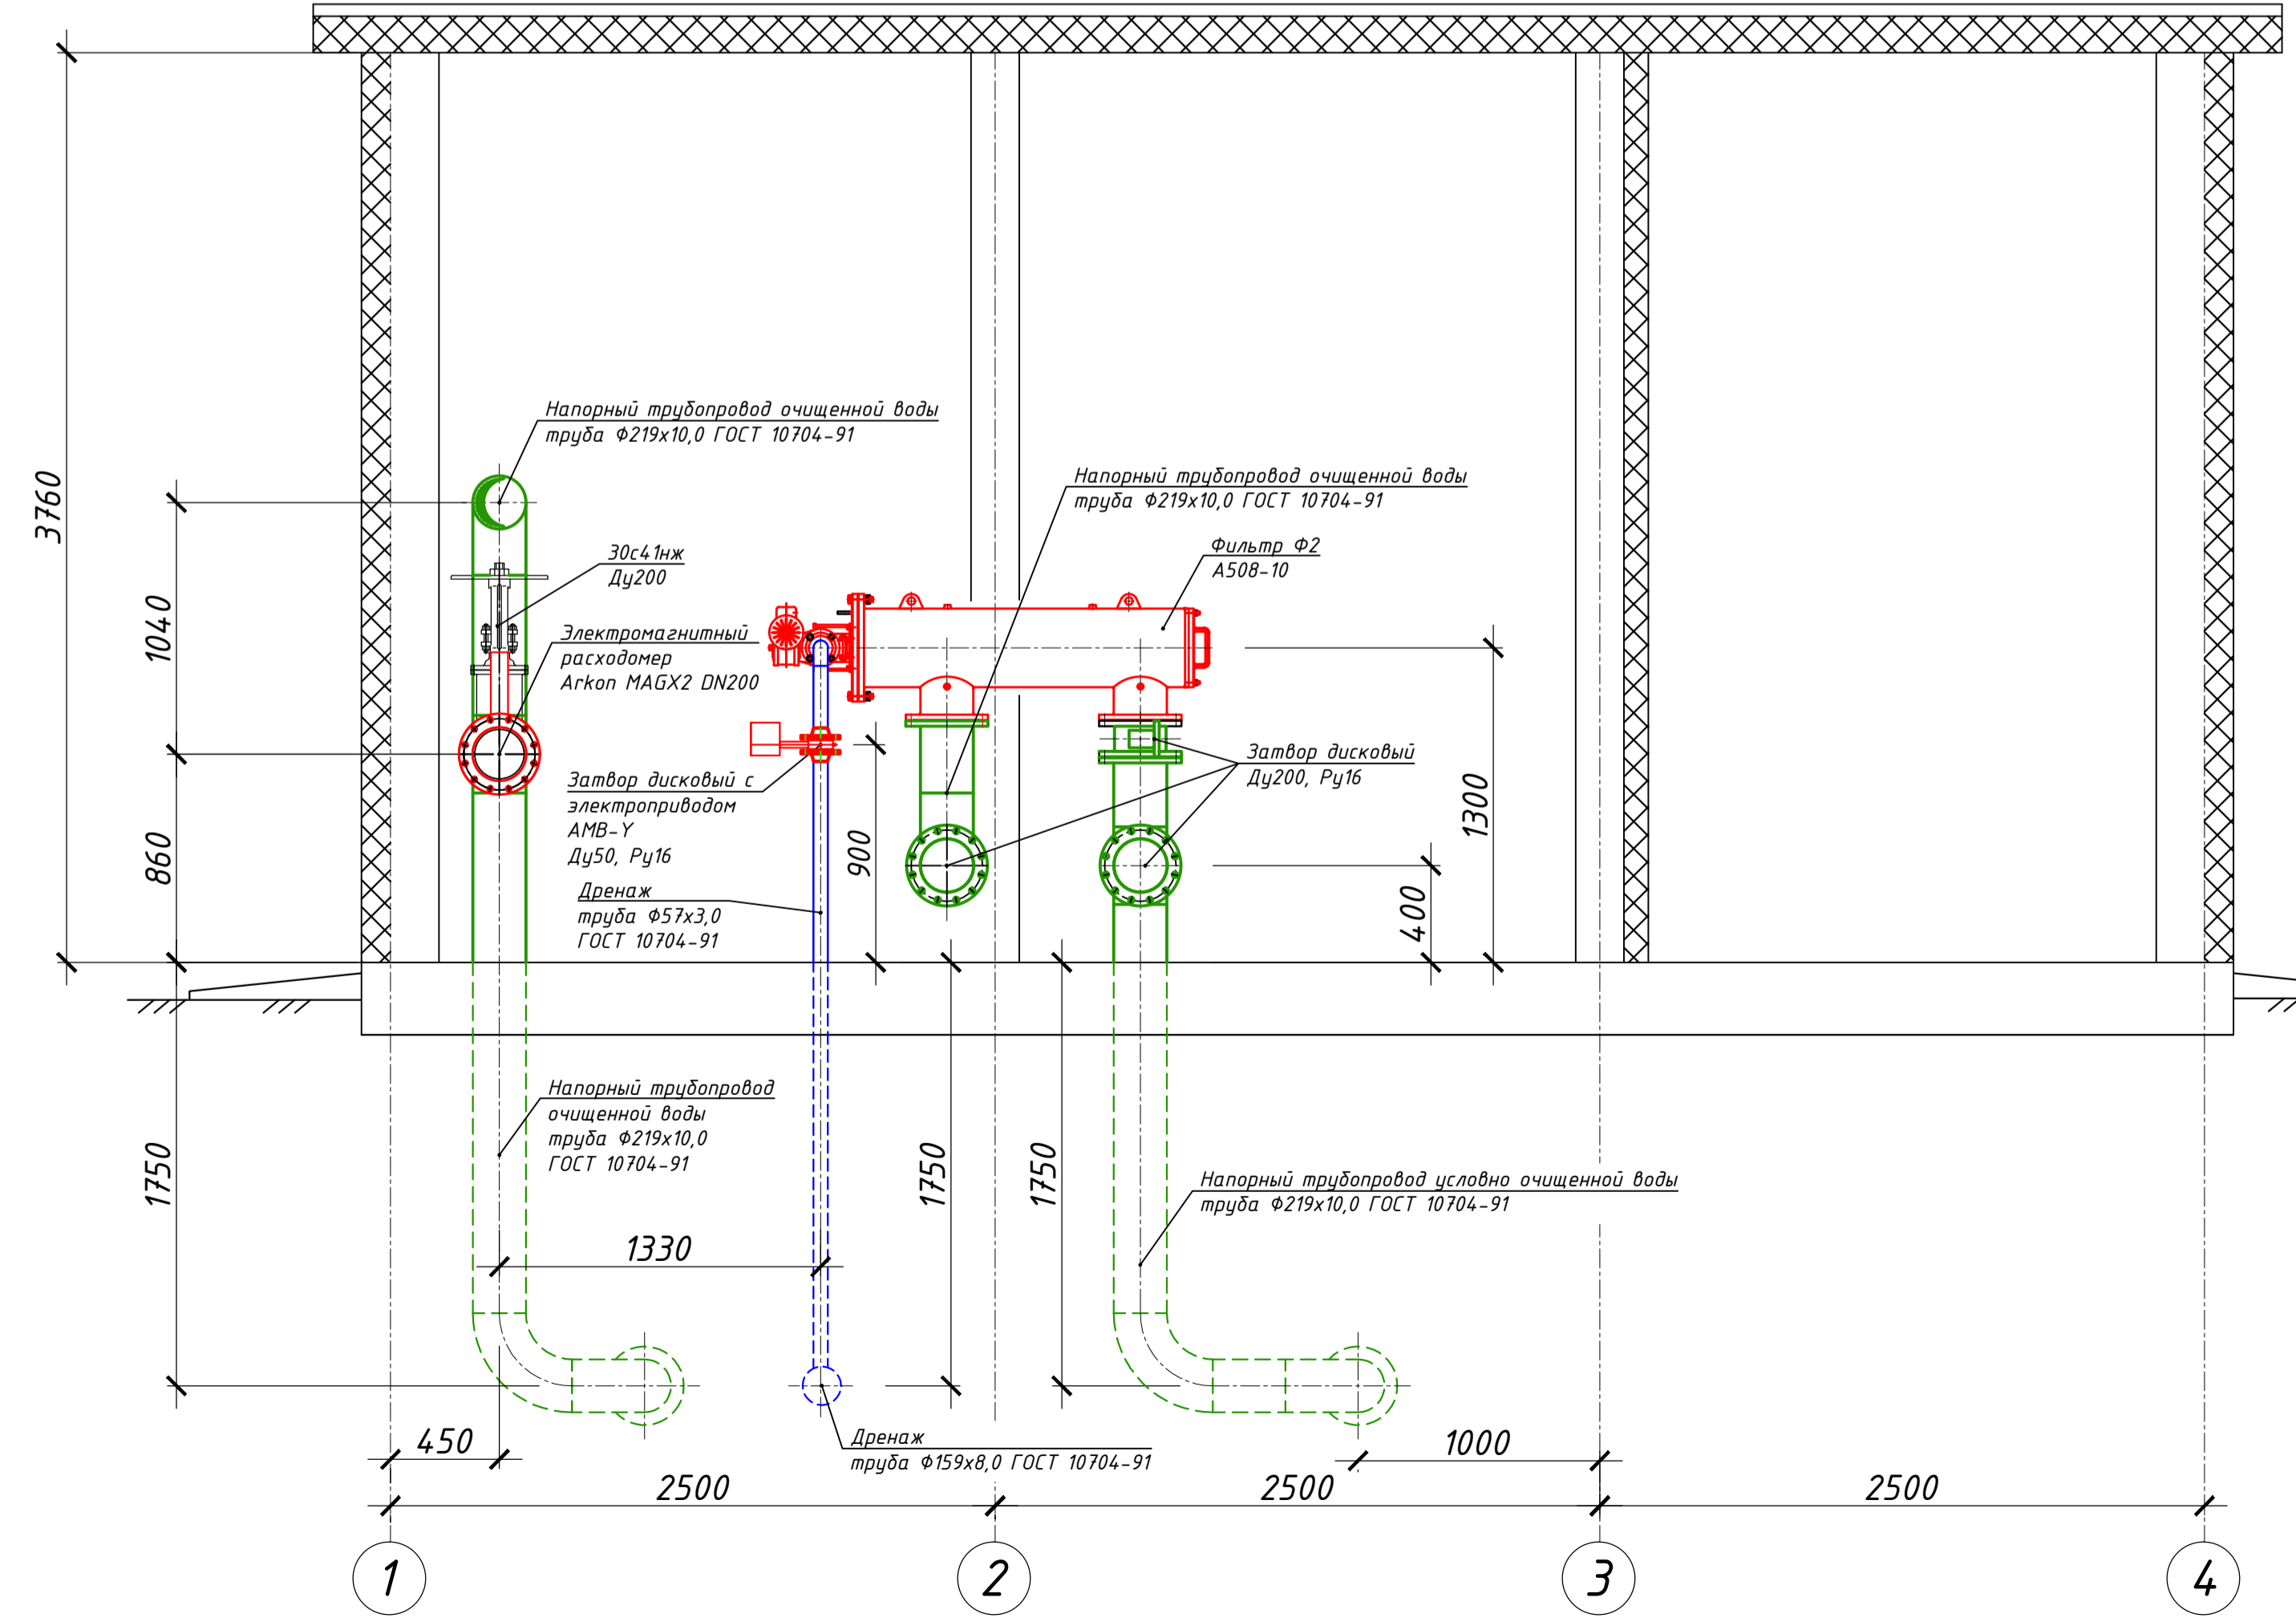 3760
Напорный трубопровод очищенной воды
труба Ф219х10,0 ГОСТ 10704-91
Напорный трубопровод очищенной воды
труба Ф219х10,0 ГОСТ 10704-91
Фильтр Ф2
А508-10
30с41нж
Ду200
1040
Электромагнитный
расходомер
Arkon MAGX2 DN200
Затвор дисковый
Ду200, Ру16
Затвор дисковый с
электроприводом
AMB-Y
Ду50, Ру16
860
900
1300
400
Дренаж
труба Ф57х3,0
ГОСТ 10704-91
Напорный трубопровод
очищенной воды
труба Ф219х10,0
ГОСТ 10704-91
1750
1750
1750
Напорный трубопровод условно очищенной воды
труба Ф219х10,0 ГОСТ 10704-91
1330
Дренаж
труба Ф159х8,0 ГОСТ 10704-91
450
1000
2500
2500
2500
1
2
3
4